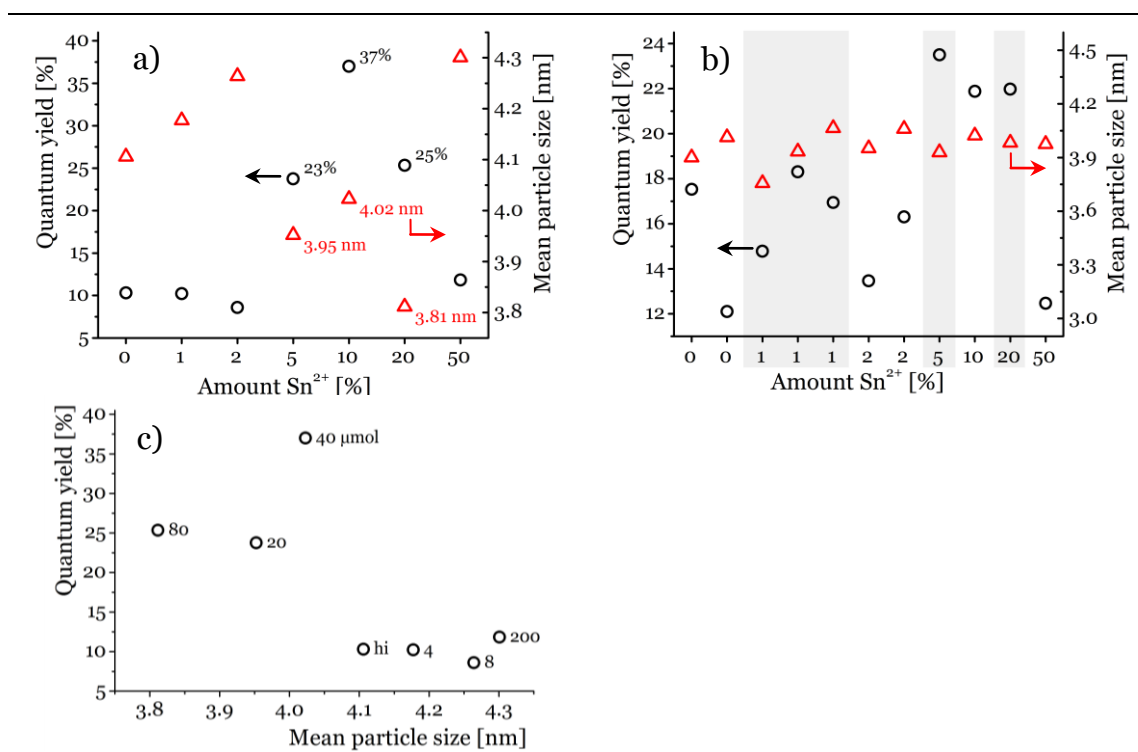 a)
40
35
30
25
20
15
10
5
Quantum yield [%]
37%
23%
25%
4.02 nm
3.95 nm
3.81 nm
4.3
4.2
4.1
4.0
3.9
3.8
Mean particle size [nm]
0 1 2 5 10 20 50
Amount Sn²⁺ [%]
b)
24
22
20
18
16
14
12
Quantum yield [%]
4.5
4.2
3.9
3.6
3.3
3.0
Mean particle size [nm]
0 0 1 1 1 2 2 5 10 20 50
Amount Sn²⁺ [%]
c)
40
35
30
25
20
15
10
5
Quantum yield [%]
40 µmol
80
20
hi
4
8
200
3.8 3.9 4.0 4.1 4.2 4.3
Mean particle size [nm]